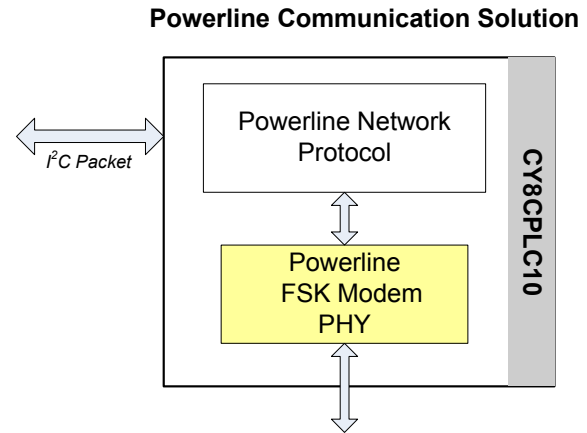 Powerline Communication Solution
Powerline Network
Protocol
I²C Packet
CY8CPLC10
Powerline
FSK Modem
PHY